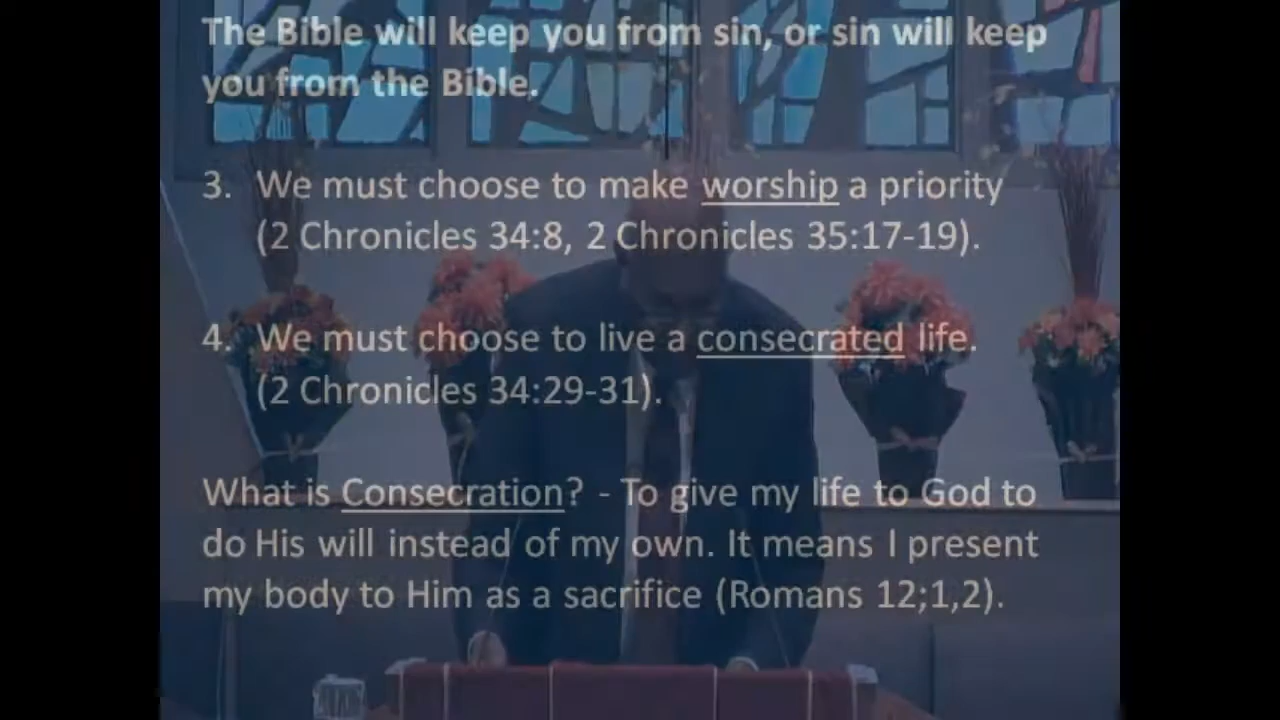 The Bible will keep you from sin, or sin will keep
you from the Bible.
3. We must choose to make worship a priority
(2 Chronicles 34:8, 2 Chronicles 35:17-19).
4. We must choose to live a consecrated life.
(2 Chronicles 34:29-31).
What is Consecration? - To give my life to God to
do His will instead of my own. It means I present
my body to Him as a sacrifice (Romans 12;1,2).